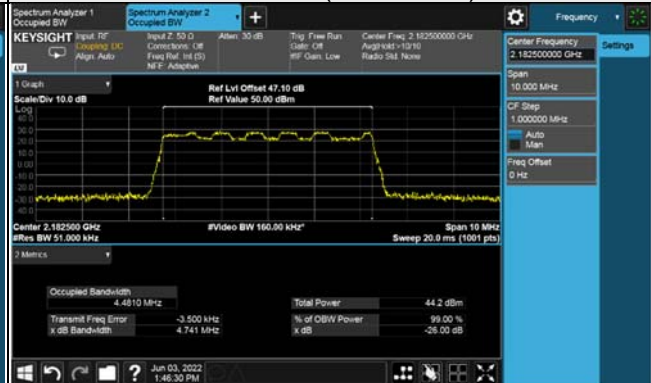 Spectrum Analyzer 1
Occupied BW
Spectrum Analyzer 2
Occupied BW
Frequency
KEYSIGHT
Input: RF
Coupling: DC
Align: Auto
Input Z: 50 Ω
Corrections: Off
Freq Ref: Int (S)
NFE: Adaptive
Atten: 30 dB
Trig: Free Run
Gate: Off
#IF Gain: Low
Center Freq: 2.182500000 GHz
Avg|Hold:>10/10
Radio Std: None
LXI
Center Frequency
2.182500000 GHz
Settings
Span
10.000 MHz
CF Step
1.000000 MHz
Auto
Man
Freq Offset
0 Hz
1 Graph
Scale/Div 10.0 dB
Ref Lvl Offset 47.10 dB
Ref Value 50.00 dBm
Log
40.0
30.0
20.0
10.0
0.00
-10.0
-20.0
-30.0
-40.0
Center 2.182500 GHz
#Res BW 51.000 kHz
#Video BW 160.00 kHz*
Span 10 MHz
Sweep 20.0 ms (1001 pts)
2 Metrics
Occupied Bandwidth
4.4810 MHz
Total Power
44.2 dBm
Transmit Freq Error
-3.500 kHz
% of OBW Power
99.00 %
x dB Bandwidth
4.741 MHz
x dB
-26.00 dB
?
Jun 03, 2022
1:46:30 PM